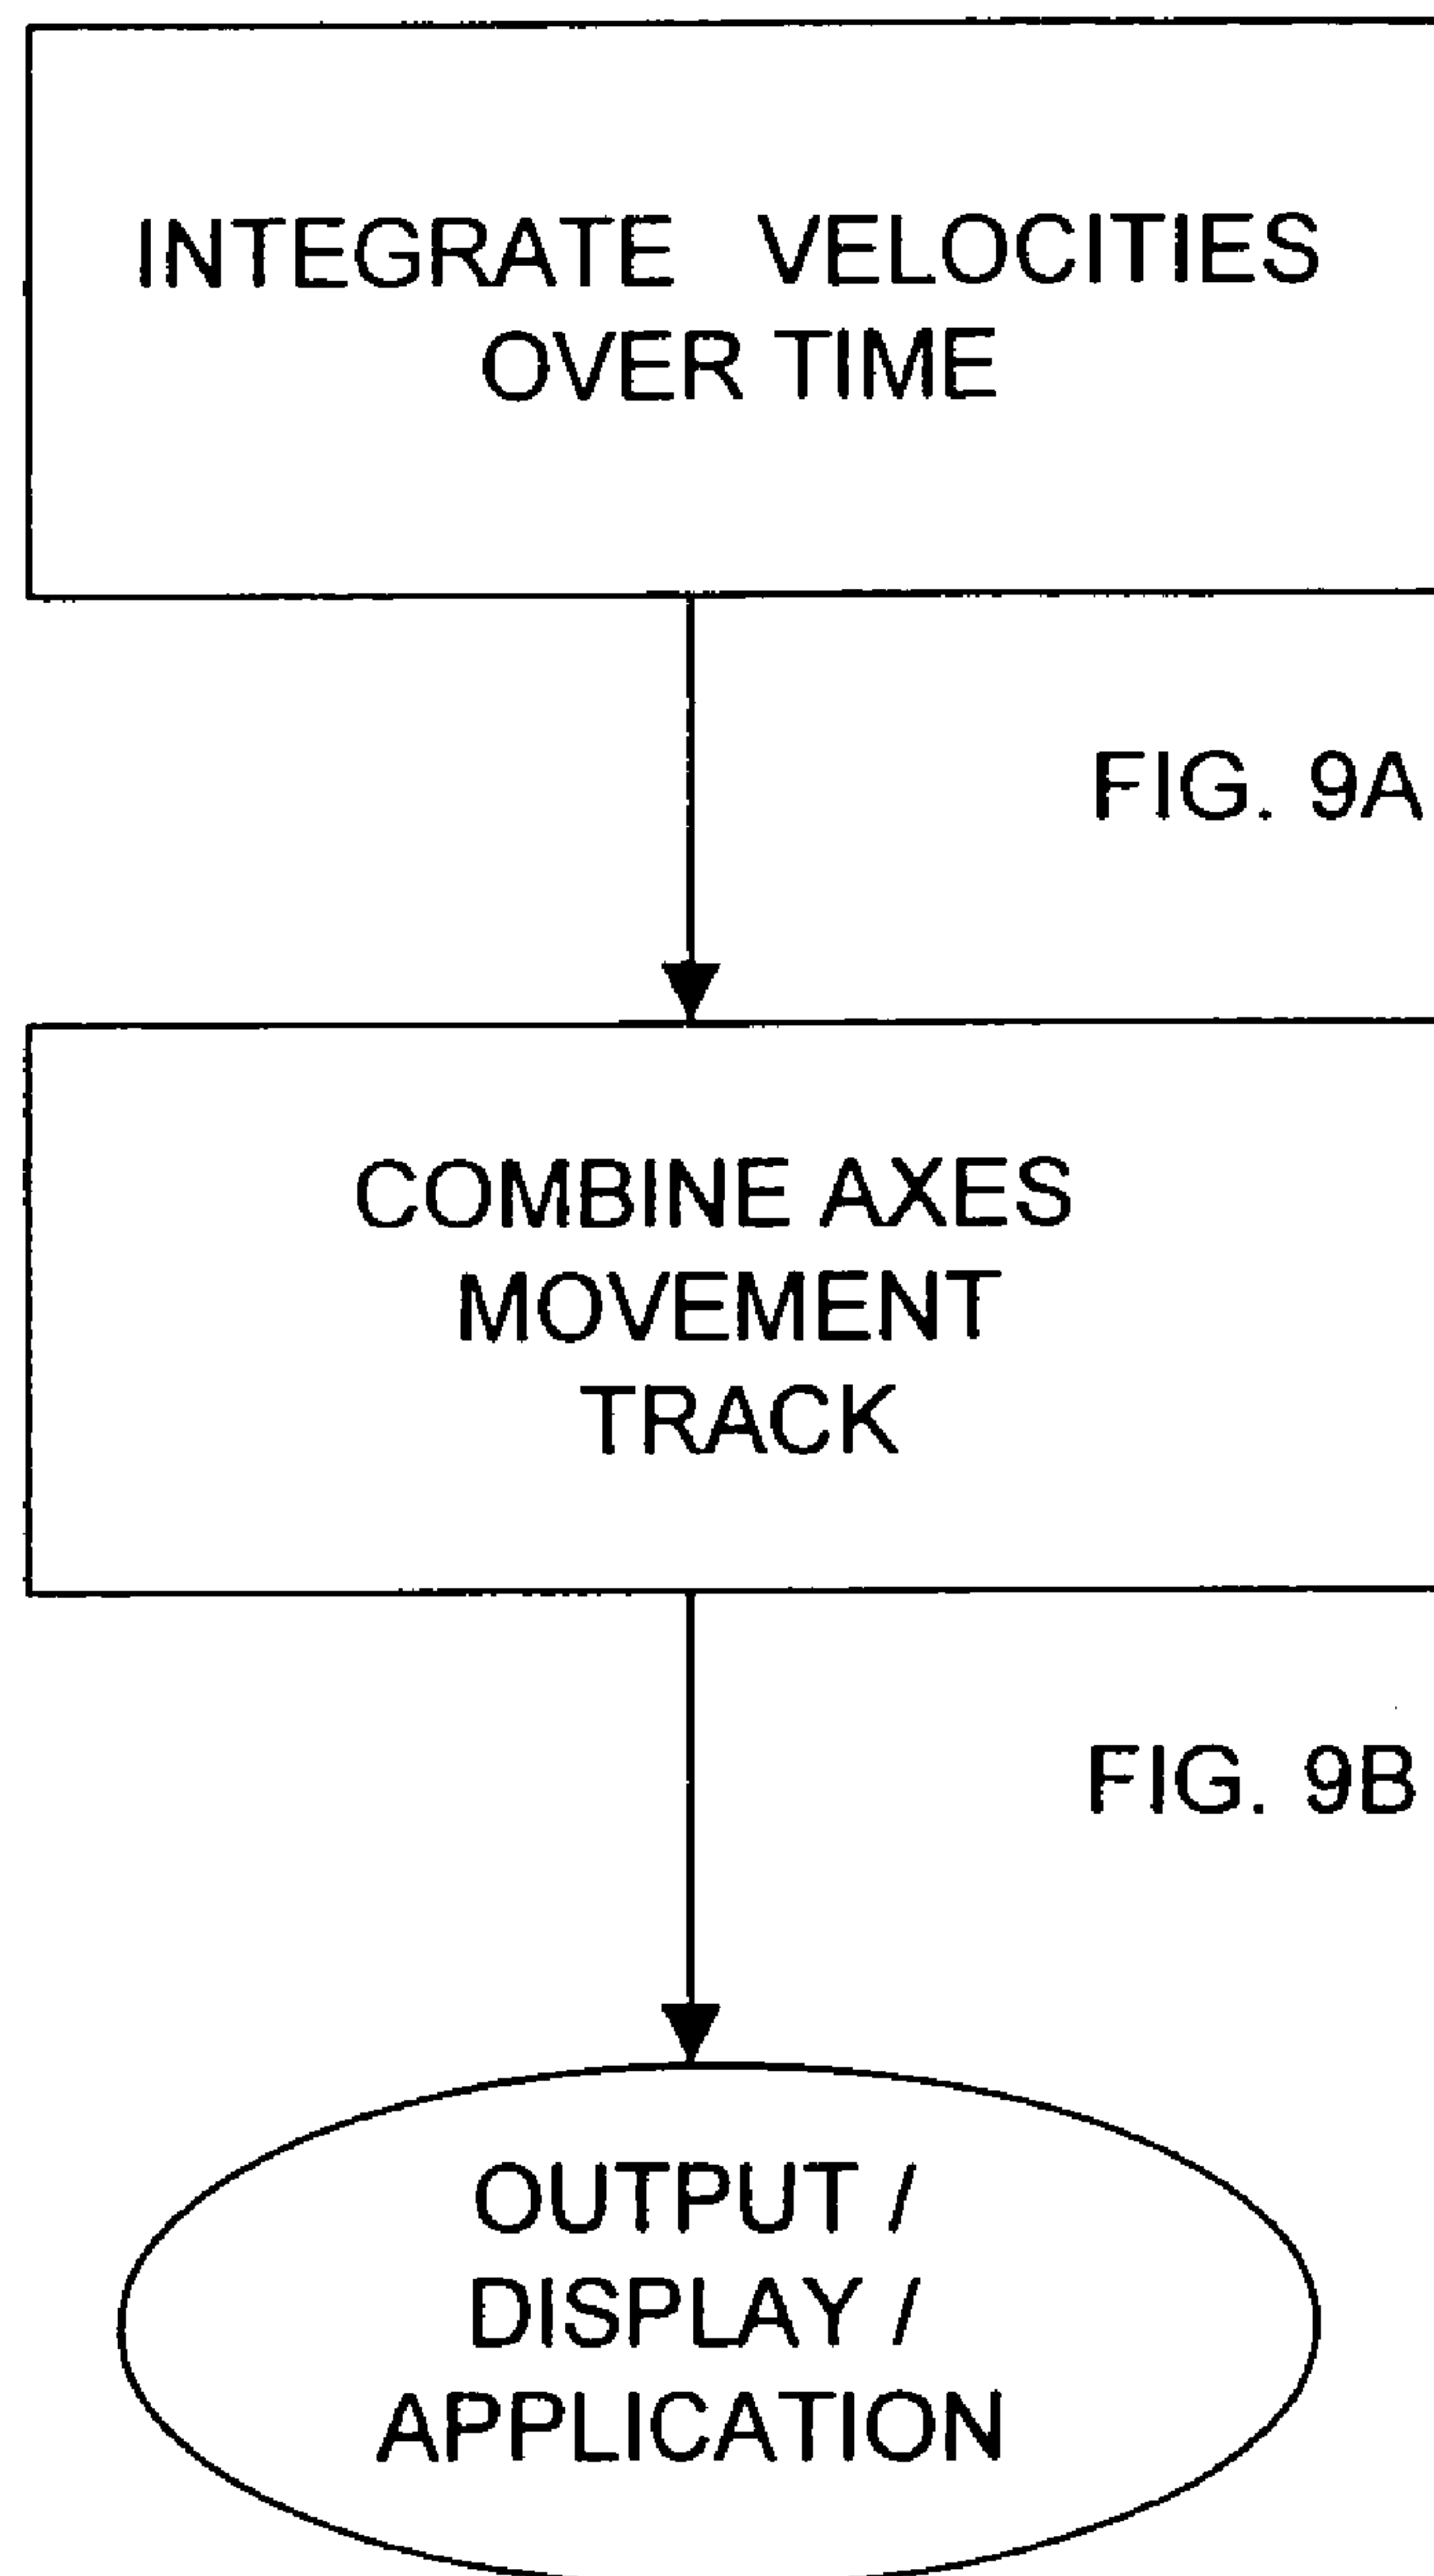 INTEGRATE VELOCITIES
OVER TIME
FIG. 9A
COMBINE AXES
MOVEMENT
TRACK
FIG. 9B
OUTPUT /
DISPLAY /
APPLICATION